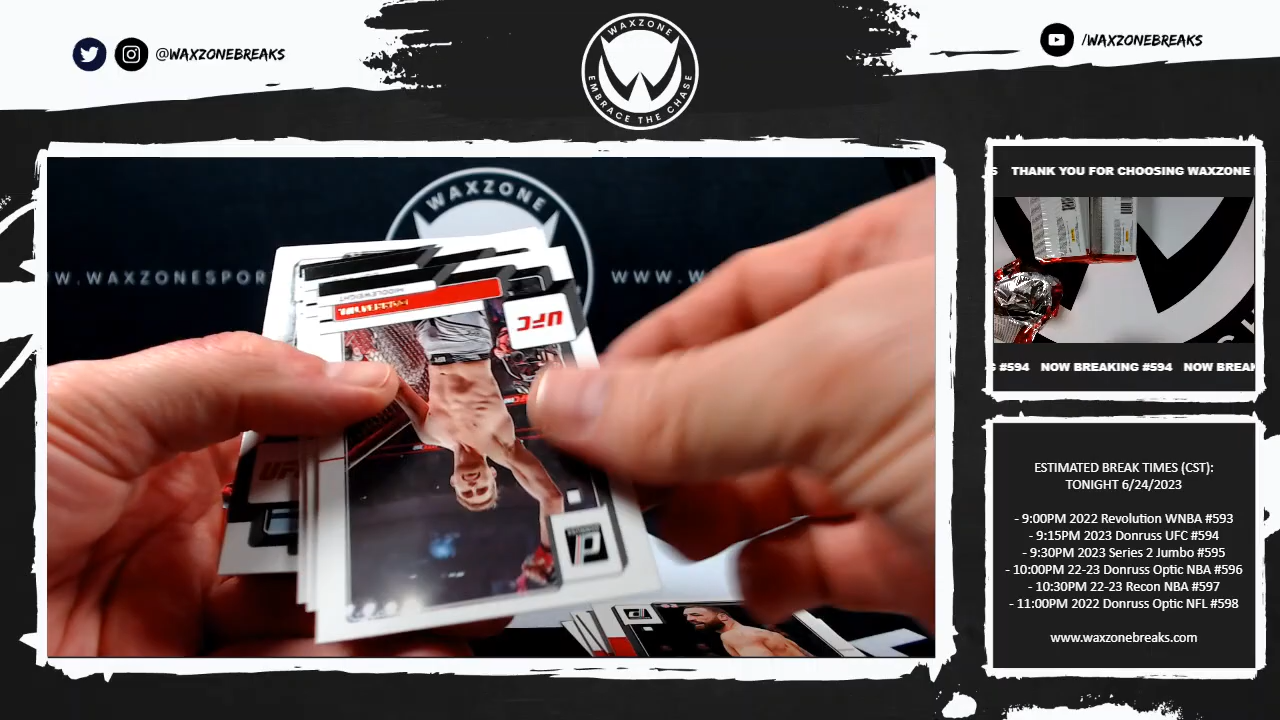 @WAXZONEBREAKS
WAXZONE
EMBRACE THE CHASE
/WAXZONEBREAKS
WAXZONE
WWW.WAXZONESPOR
WWW.
MIDDLEWEIGHT
UFC
UF
DONRUSS
S THANK YOU FOR CHOOSING WAXZONE
G #594 NOW BREAKING #594 NOW BREAK
ESTIMATED BREAK TIMES (CST):
TONIGHT 6/24/2023
- 9:00PM 2022 Revolution WNBA #593
- 9:15PM 2023 Donruss UFC #594
- 9:30PM 2023 Series 2 Jumbo #595
- 10:00PM 22-23 Donruss Optic NBA #596
- 10:30PM 22-23 Recon NBA #597
- 11:00PM 2022 Donruss Optic NFL #598
www.waxzonebreaks.com